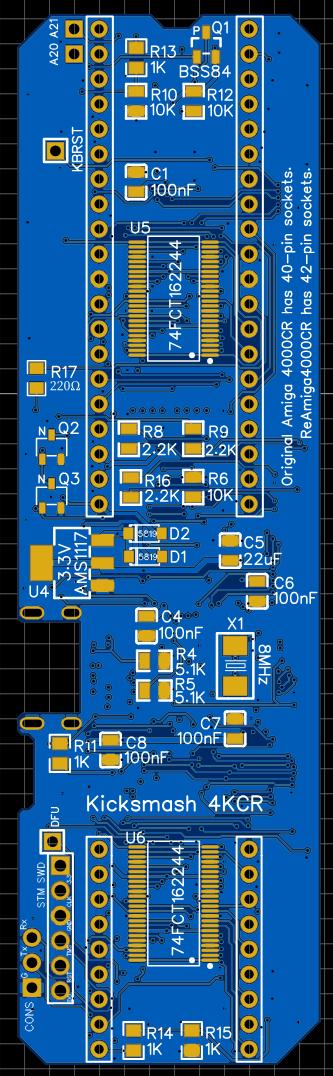 A21
A20
P
Q1
R13
1K
BSS84
R10
10K
R12
10K
KBRST
C1
100nF
U5
74FCT162244
Original Amiga 4000CR has 40-pin sockets.
ReAmiga4000CR has 42-pin sockets.
R17
220Ω
N
Q2
R8
2.2K
R9
2.2K
N
Q3
R16
2.2K
R6
10K
5819
D2
5819
D1
3.3V
AMS1117
U4
C5
22uF
C6
100nF
C4
100nF
X1
8MHz
R4
5.1K
R5
5.1K
C7
100nF
R11
1K
C8
100nF
Kicksmash 4KCR
DFU
U6
74FCT162244
STM SWD
Rx
Tx
G
CONS
R14
1K
R15
1K